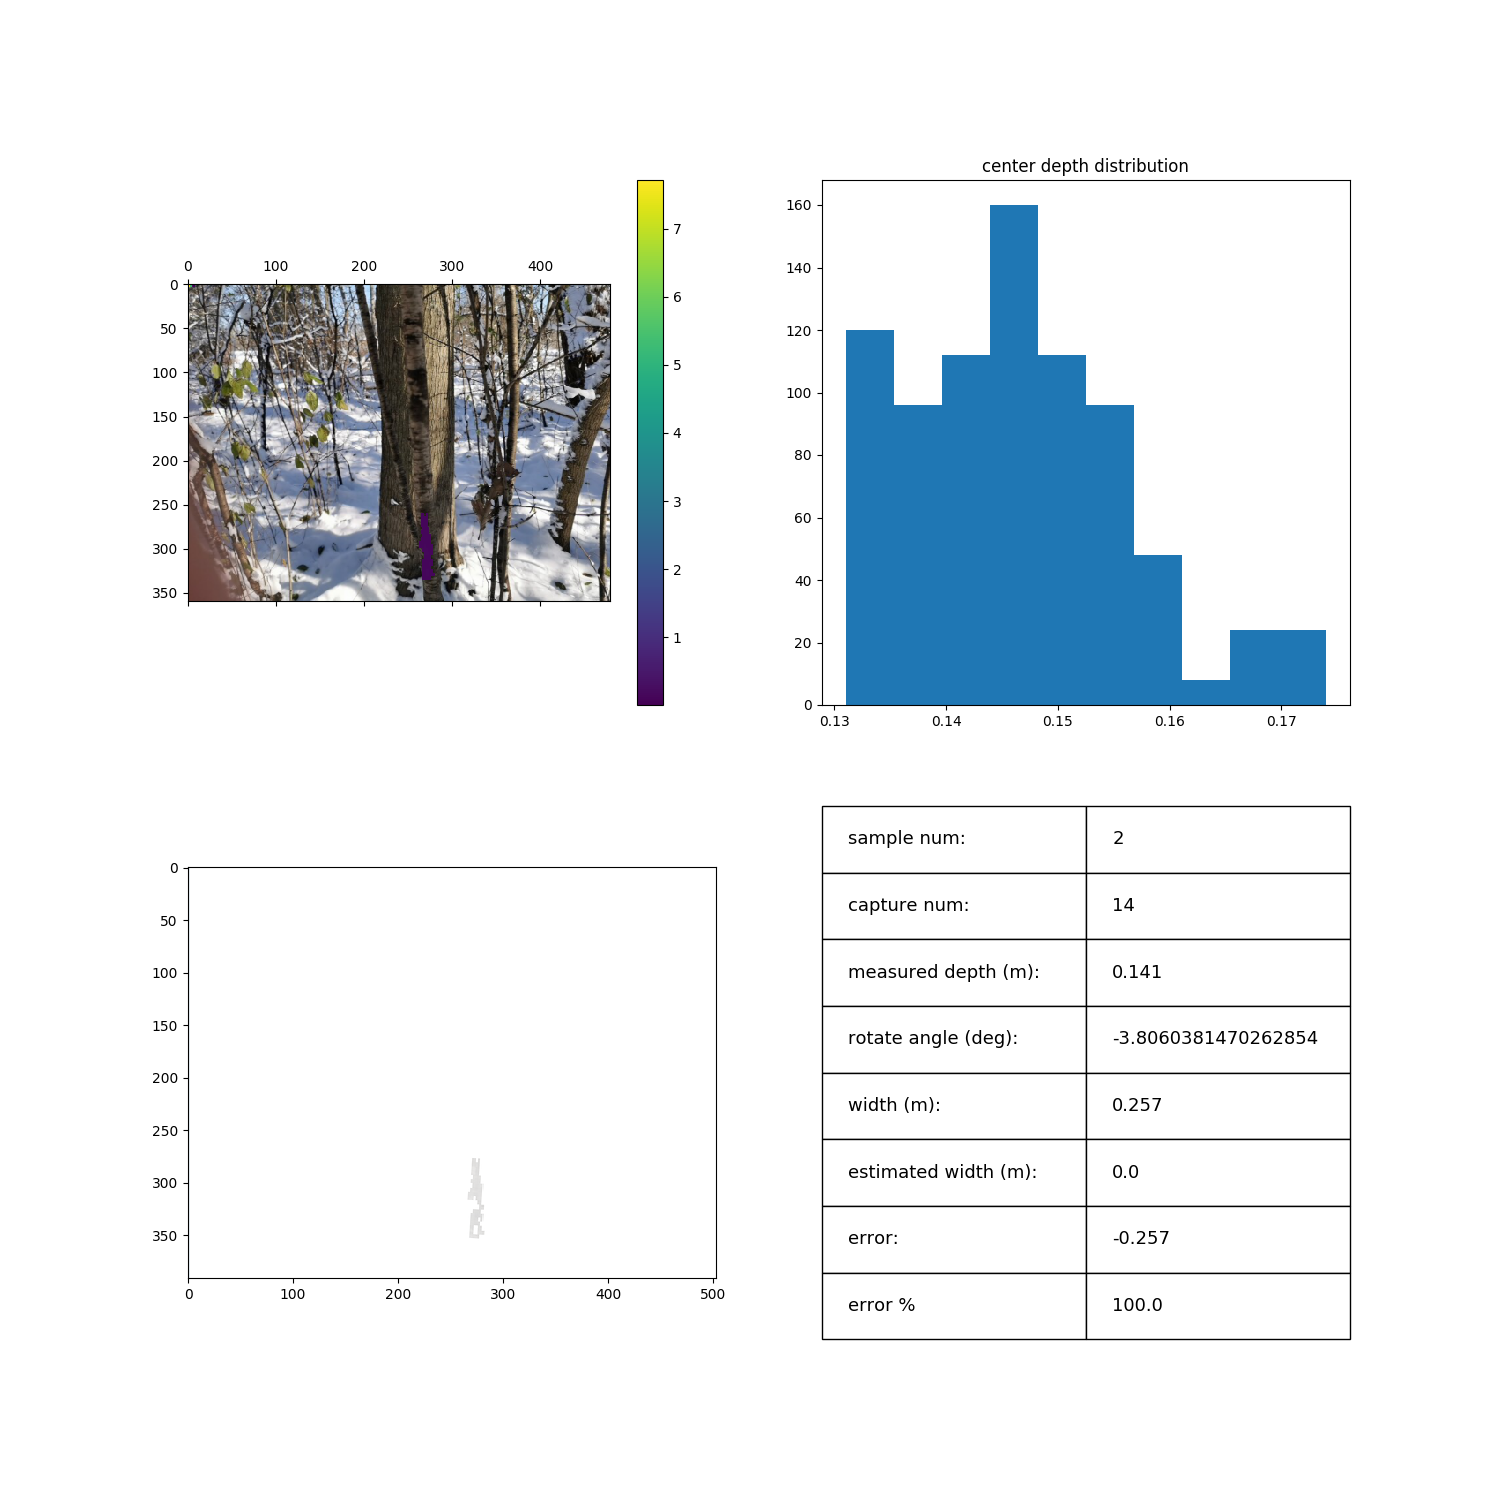 center depth distribution
0 100 200 300 400
0
50
100
150
200
250
300
350
7
6
5
4
3
2
1
160
140
120
100
80
60
40
20
0
0.13 0.14 0.15 0.16 0.17
0
50
100
150
200
250
300
350
0 100 200 300 400 500
sample num: 2
capture num: 14
measured depth (m): 0.141
rotate angle (deg): -3.8060381470262854
width (m): 0.257
estimated width (m): 0.0
error: -0.257
error % 100.0